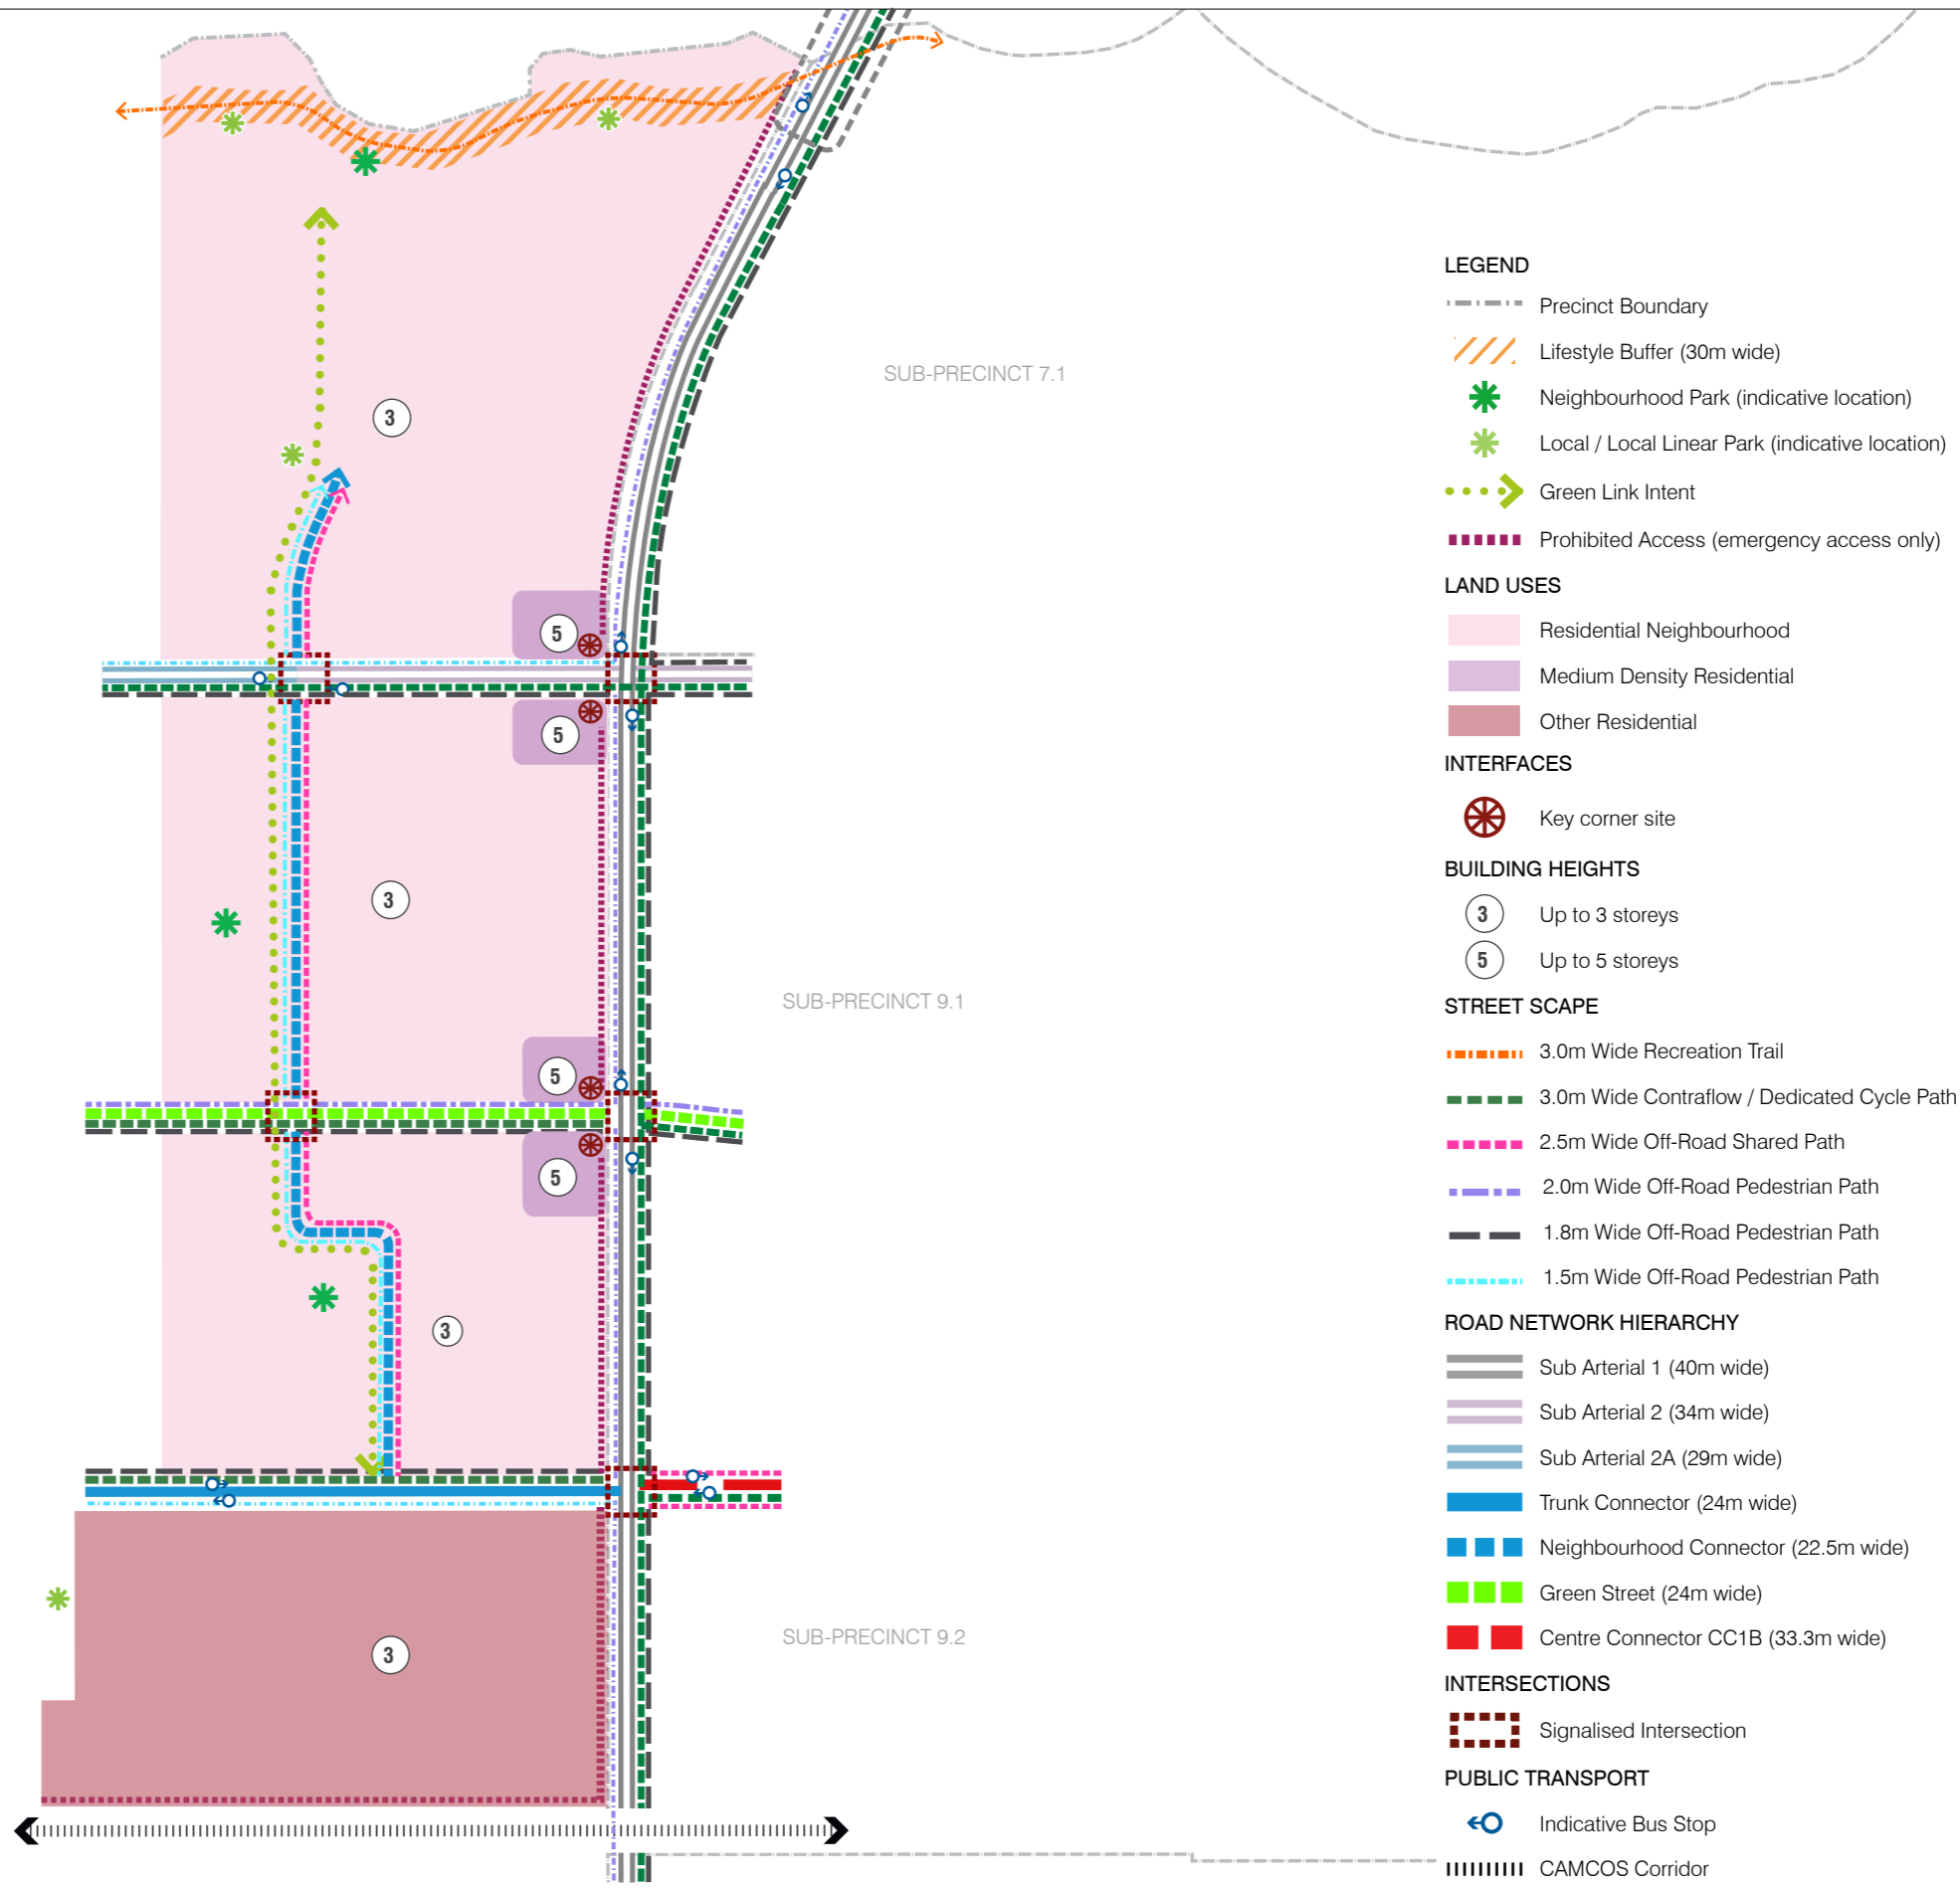 SUB-PRECINCT 7.1
3
5
5
3
SUB-PRECINCT 9.1
5
5
3
SUB-PRECINCT 9.2
3
LEGEND
Precinct Boundary
Lifestyle Buffer (30m wide)
Neighbourhood Park (indicative location)
Local / Local Linear Park (indicative location)
Green Link Intent
Prohibited Access (emergency access only)
LAND USES
Residential Neighbourhood
Medium Density Residential
Other Residential
INTERFACES
Key corner site
BUILDING HEIGHTS
3 Up to 3 storeys
5 Up to 5 storeys
STREET SCAPE
3.0m Wide Recreation Trail
3.0m Wide Contraflow / Dedicated Cycle Path
2.5m Wide Off-Road Shared Path
2.0m Wide Off-Road Pedestrian Path
1.8m Wide Off-Road Pedestrian Path
1.5m Wide Off-Road Pedestrian Path
ROAD NETWORK HIERARCHY
Sub Arterial 1 (40m wide)
Sub Arterial 2 (34m wide)
Sub Arterial 2A (29m wide)
Trunk Connector (24m wide)
Neighbourhood Connector (22.5m wide)
Green Street (24m wide)
Centre Connector CC1B (33.3m wide)
INTERSECTIONS
Signalised Intersection
PUBLIC TRANSPORT
Indicative Bus Stop
CAMCOS Corridor